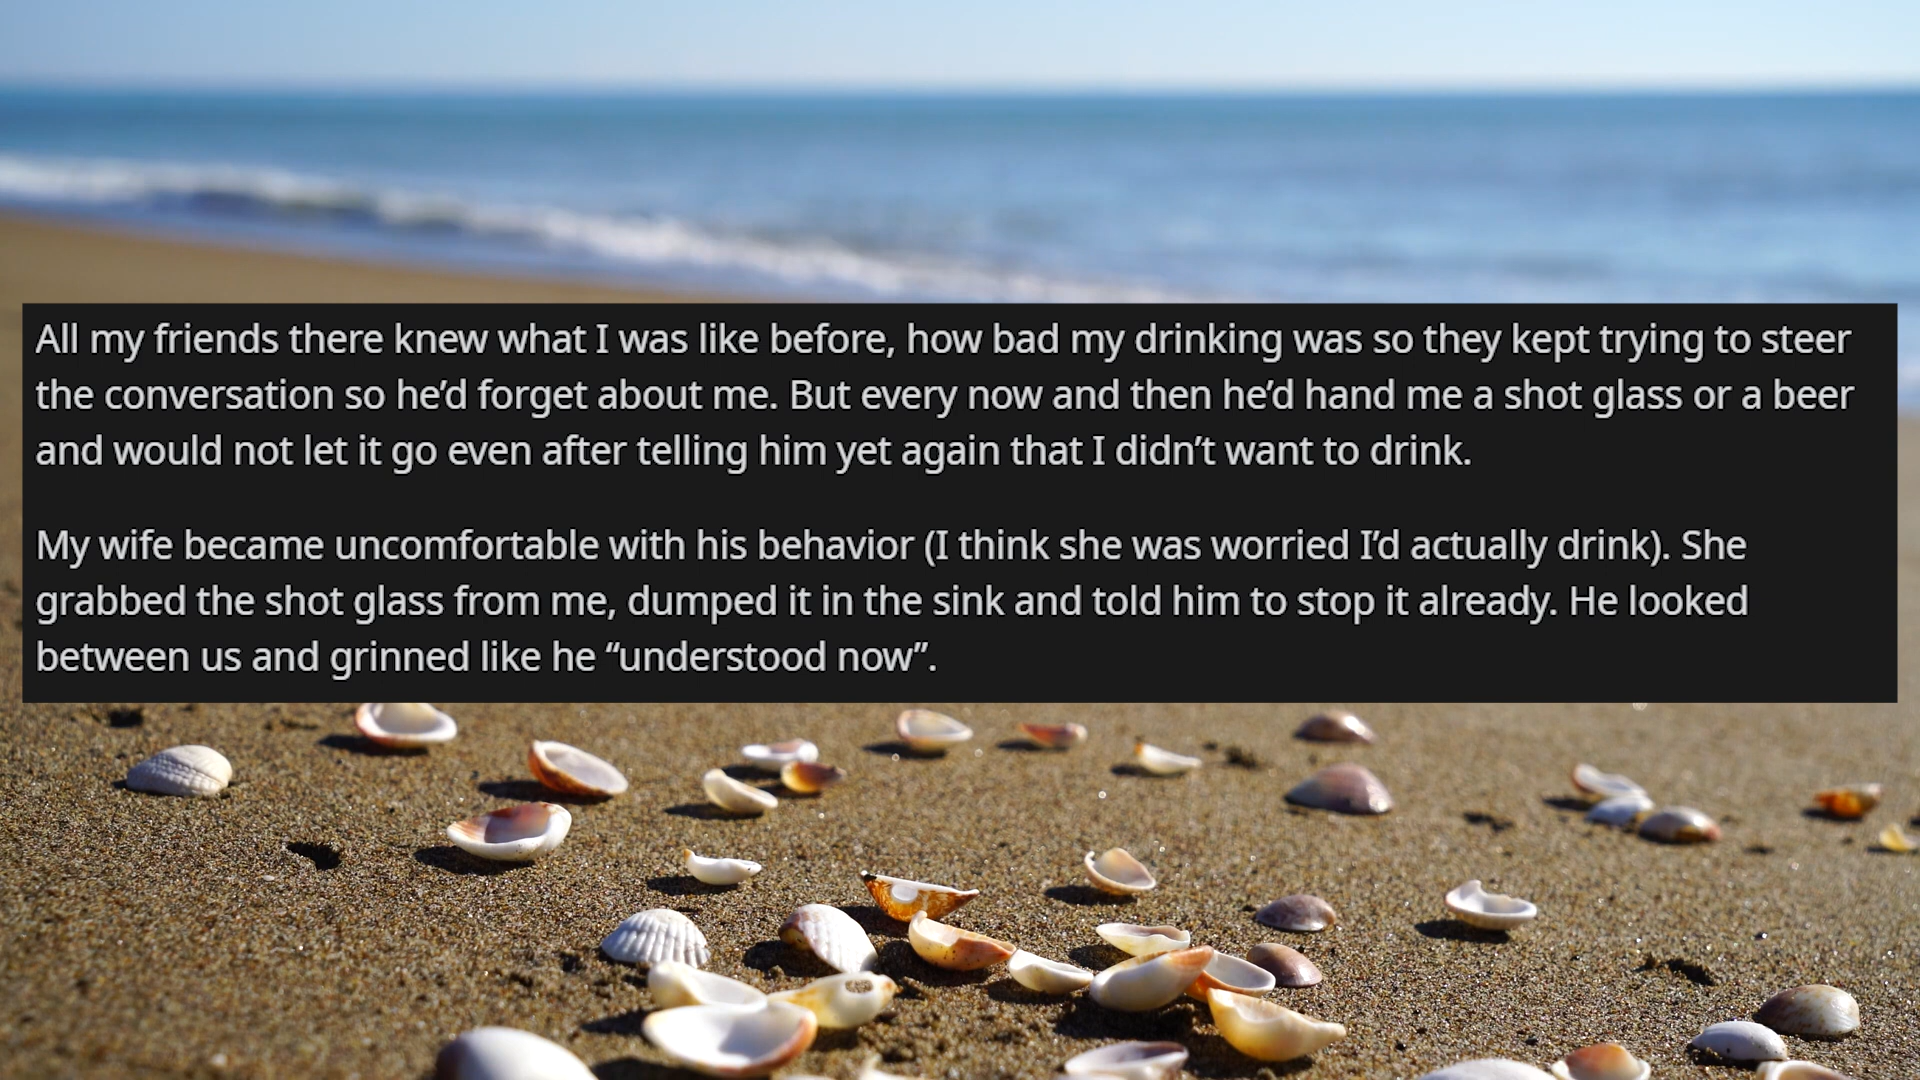 All my friends there knew what I was like before, how bad my drinking was so they kept trying to steer
the conversation so he’d forget about me. But every now and then he’d hand me a shot glass or a beer
and would not let it go even after telling him yet again that I didn’t want to drink.
My wife became uncomfortable with his behavior (I think she was worried I’d actually drink). She
grabbed the shot glass from me, dumped it in the sink and told him to stop it already. He looked
between us and grinned like he “understood now”.